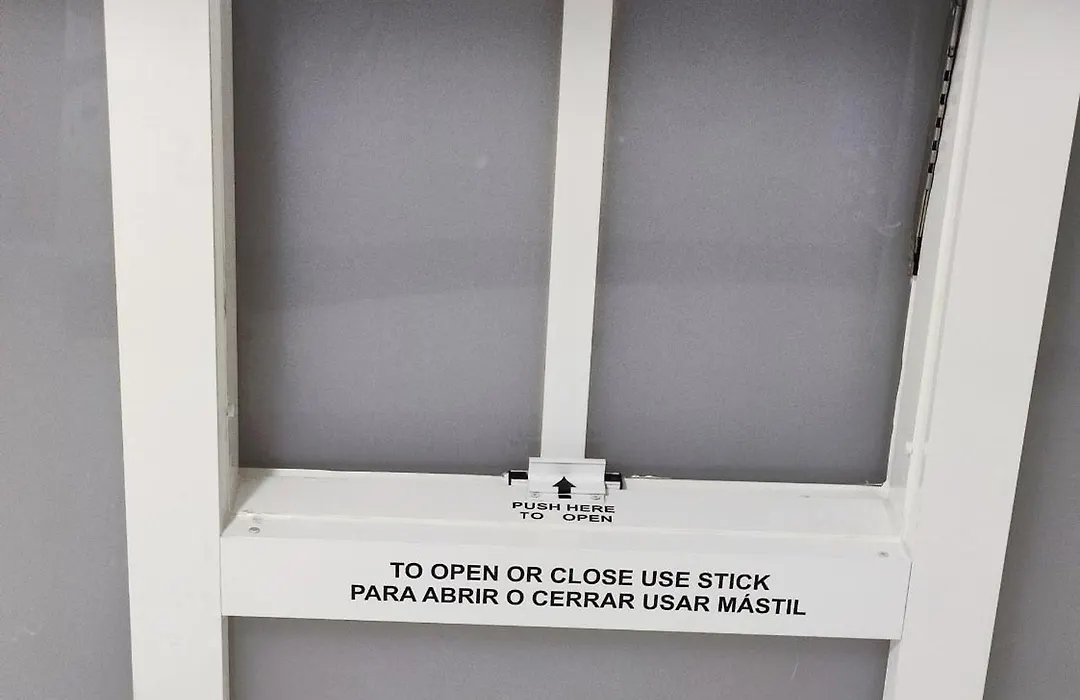 PUSH HERE
TO OPEN
TO OPEN OR CLOSE USE STICK
PARA ABRIR O CERRAR USAR MÁSTIL